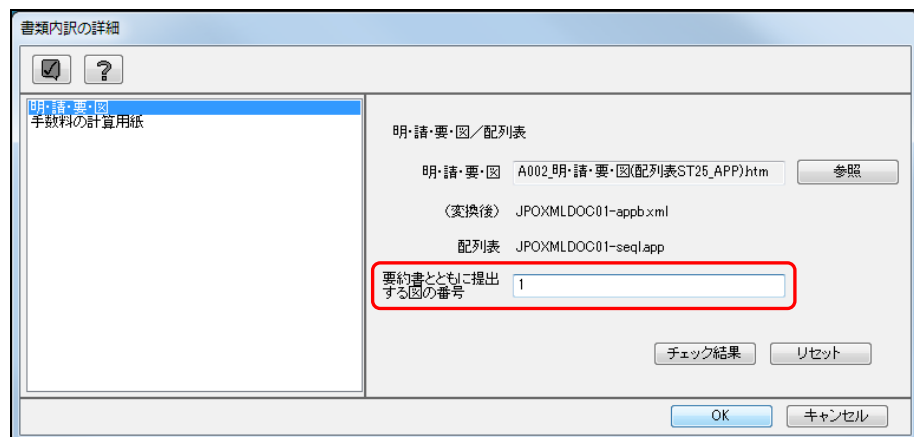 書類内訳の詳細
明・請・要・図
手数料の計算用紙
明・請・要・図／配列表
明・請・要・図 A002_明・請・要・図(配列表ST25_APP).htm 参照
(変換後) JPOXMLDOC01-appb.xml
配列表 JPOXMLDOC01-seql.app
要約書とともに提出
する図の番号 1
チェック結果 リセット
OK キャンセル